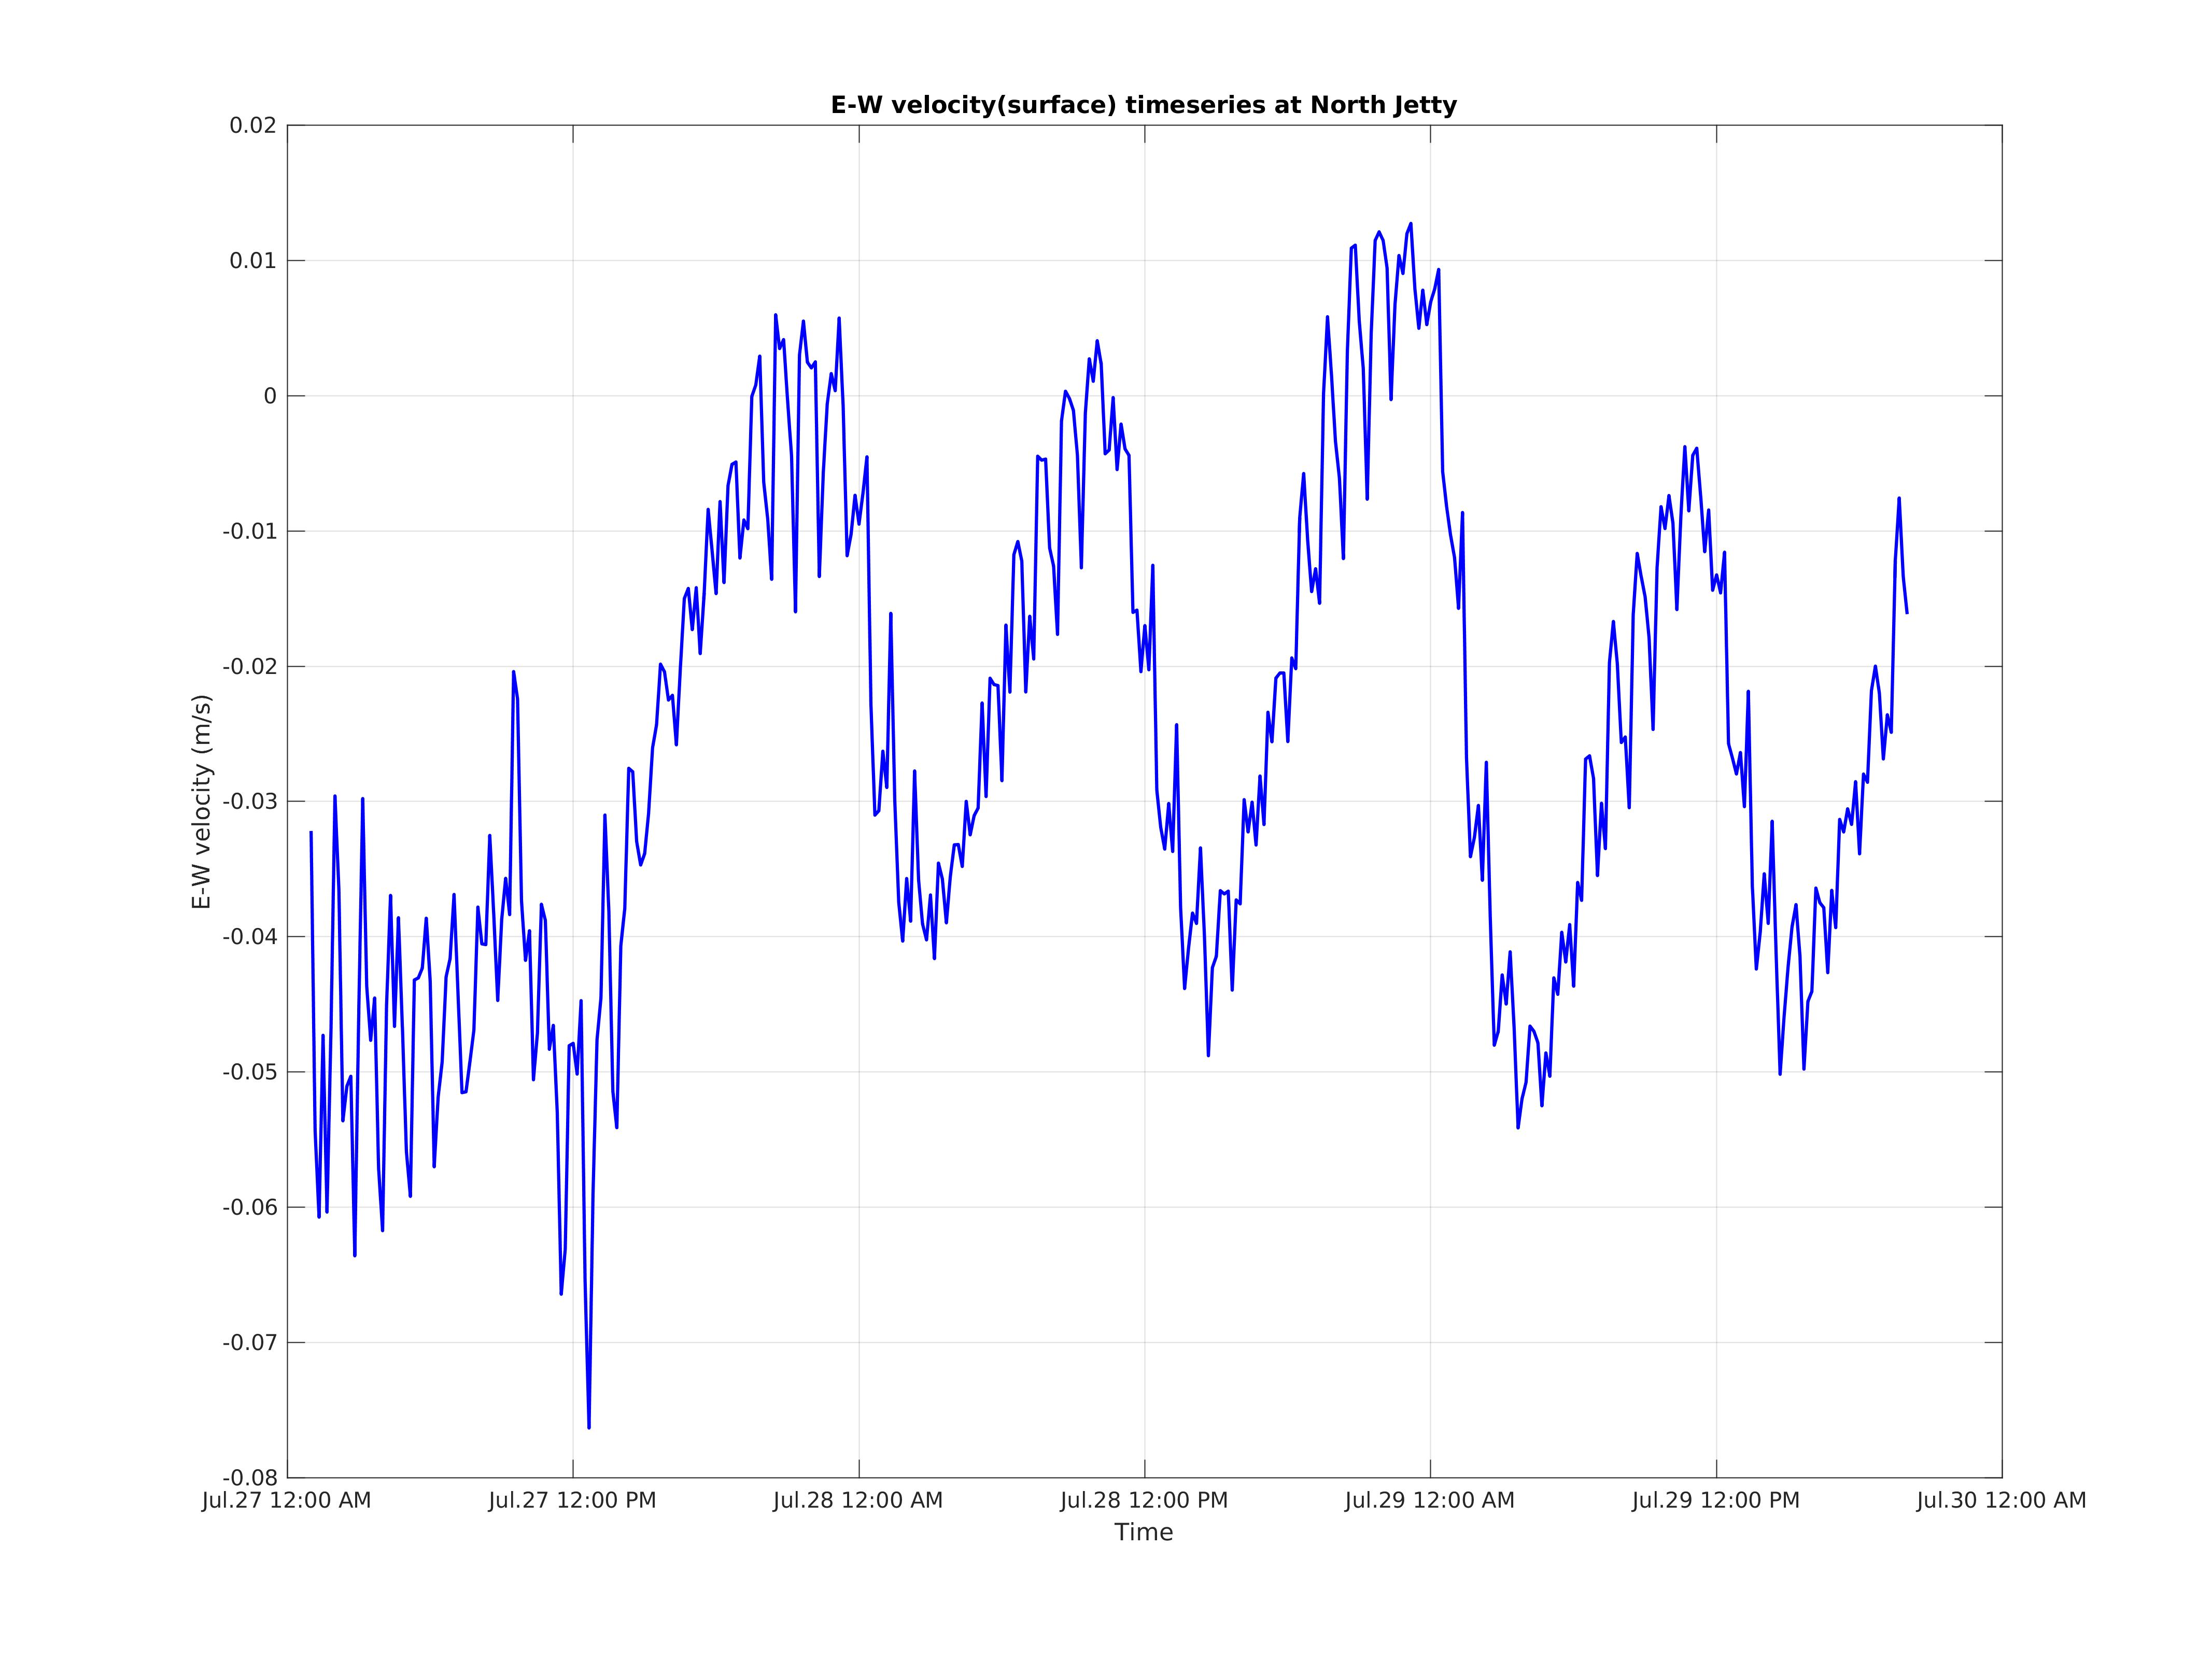 E-W velocity(surface) timeseries at North Jetty
0.02
0.01
0
-0.01
-0.02
-0.03
-0.04
-0.05
-0.06
-0.07
-0.08
E-W velocity (m/s)
Jul.27 12:00 AM
Jul.27 12:00 PM
Jul.28 12:00 AM
Jul.28 12:00 PM
Jul.29 12:00 AM
Jul.29 12:00 PM
Jul.30 12:00 AM
Time